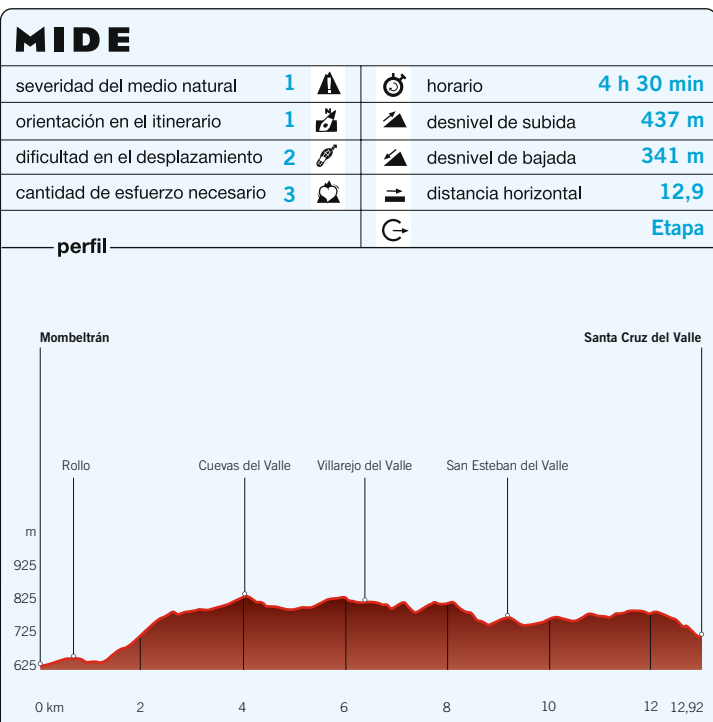 MIDE
severidad del medio natural 1
horario 4 h 30 min
orientación en el itinerario 1
N
desnivel de subida 437 m
dificultad en el desplazamiento 2
desnivel de bajada 341 m
cantidad de esfuerzo necesario 3
distancia horizontal 12,9
Etapa
perfil
Mombeltrán Santa Cruz del Valle
Rollo Cuevas del Valle Villarejo del Valle San Esteban del Valle
m
925
825
725
625
0 km 2 4 6 8 10 12 12,92